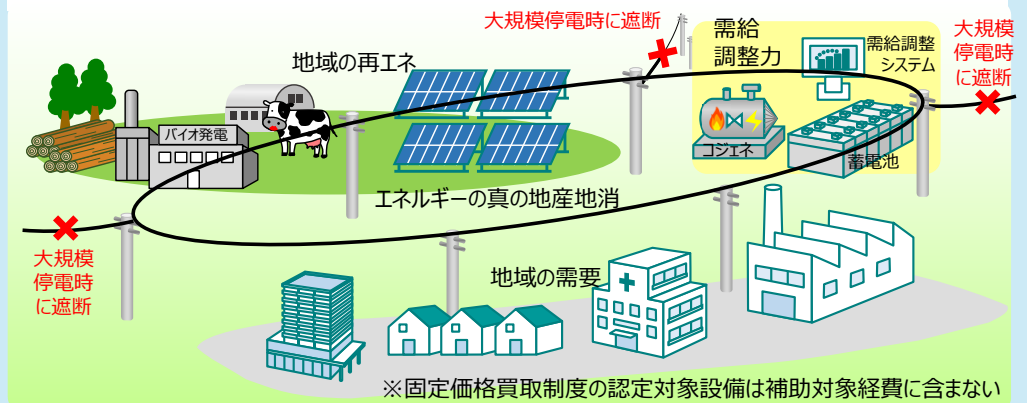 大規模停電時に遮断
需給
調整力
需給調整
システム
大規模
停電時
に遮断
地域の再エネ
バイオ発電
コジェネ
蓄電池
エネルギーの真の地産地消
大規模
停電時
に遮断
地域の需要
※固定価格買取制度の認定対象設備は補助対象経費に含まない